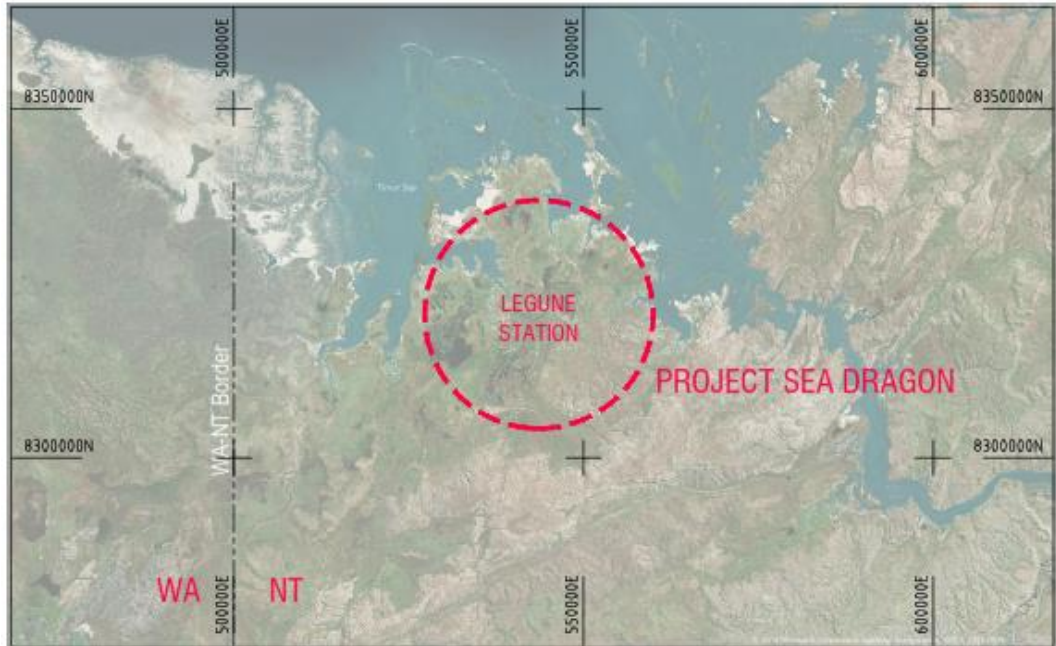 500000E
550000E
600000E
8350000N
8350000N
LEGUNE
STATION
PROJECT SEA DRAGON
WA-NT Border
8300000N
8300000N
WA
NT
500000E
550000E
600000E